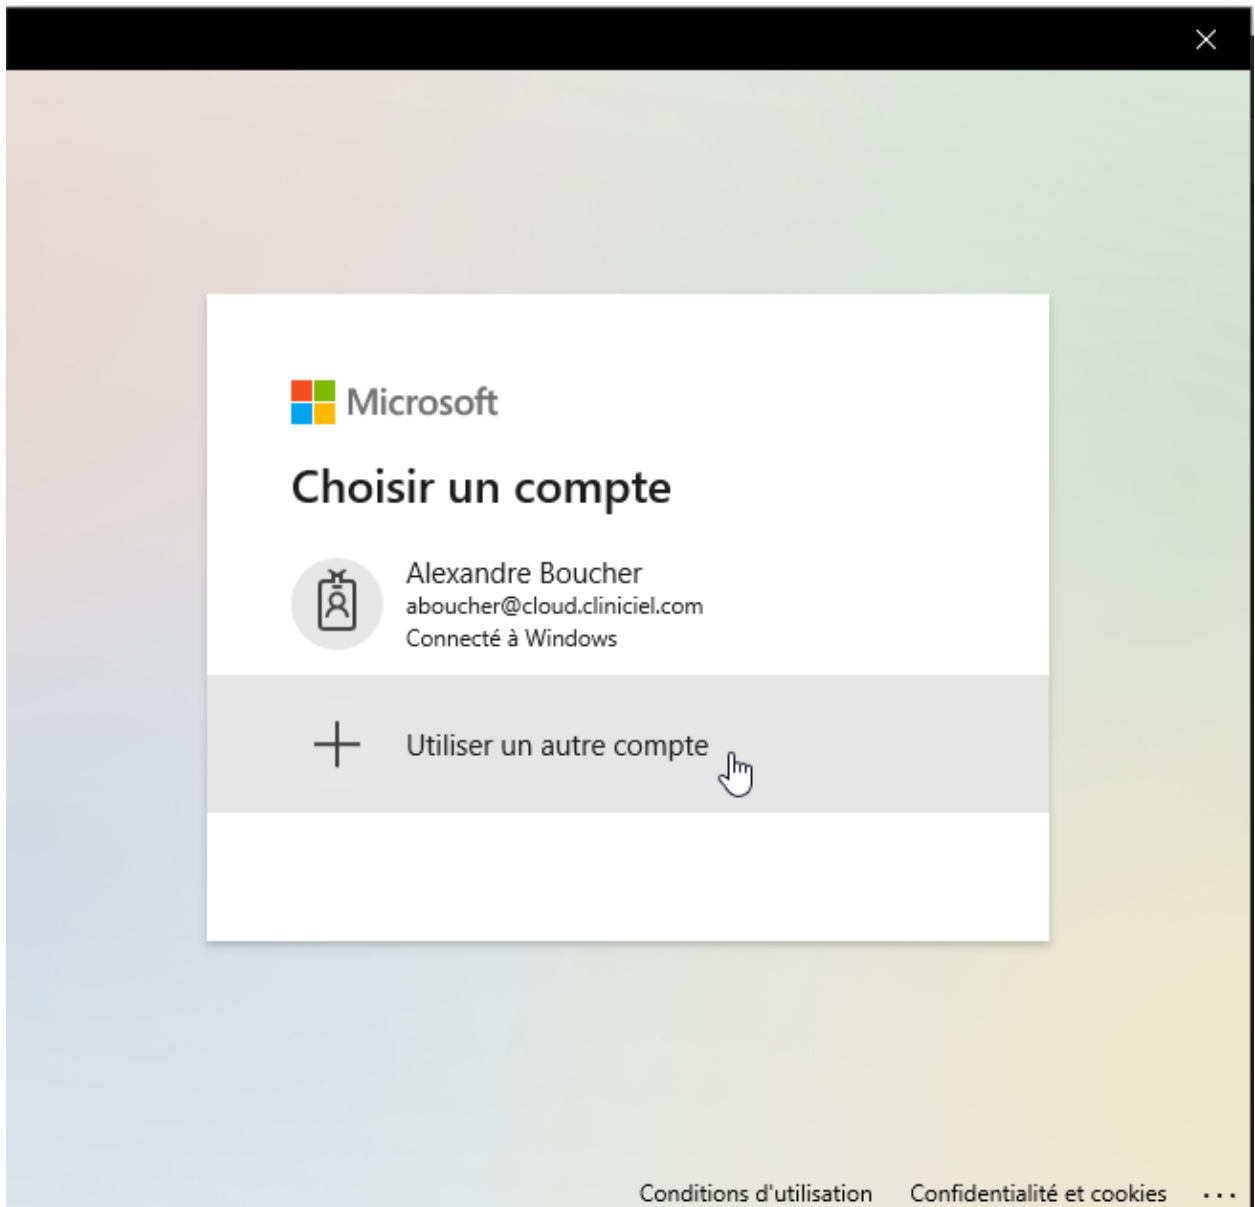 Microsoft
Choisir un compte
Alexandre Boucher
aboucher@cloud.cliniciel.com
Connecté à Windows
Utiliser un autre compte
Conditions d'utilisation Confidentialité et cookies ...